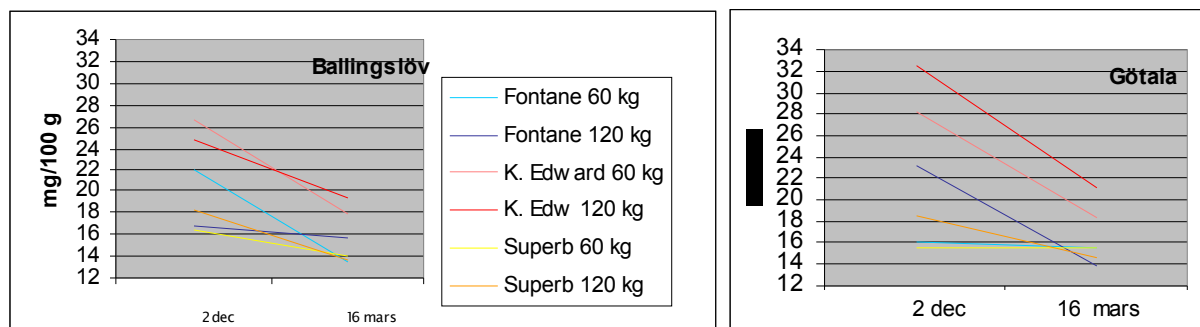 34
32
30
28
26
24
22
20
18
16
14
12
mg/100 g
Ballingslöv
2 dec
16 mars
Fontane 60 kg
Fontane 120 kg
K. Edward 60 kg
K. Edw 120 kg
Superb 60 kg
Superb 120 kg
34
32
30
28
26
24
22
20
18
16
14
12
Götala
2 dec
16 mars